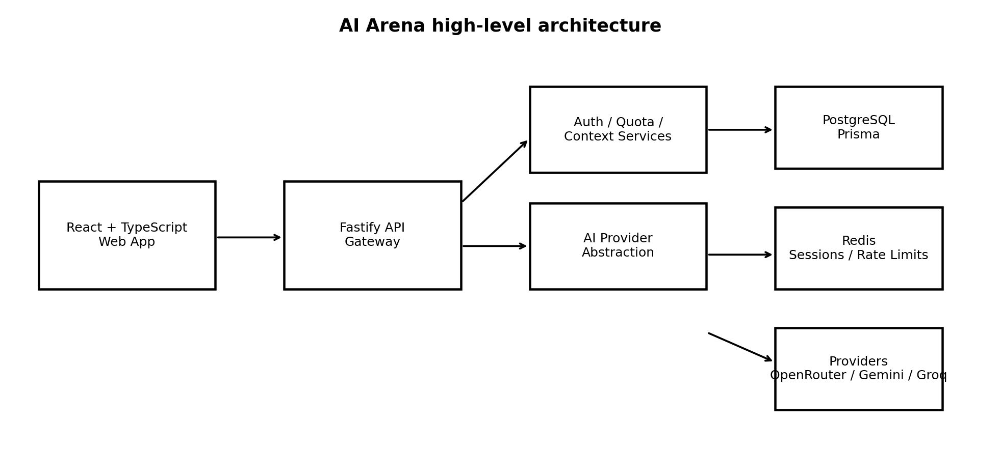 AI Arena high-level architecture
React + TypeScript
Web App
Fastify API
Gateway
Auth / Quota /
Context Services
AI Provider
Abstraction
PostgreSQL
Prisma
Redis
Sessions / Rate Limits
Providers
OpenRouter / Gemini / Groq